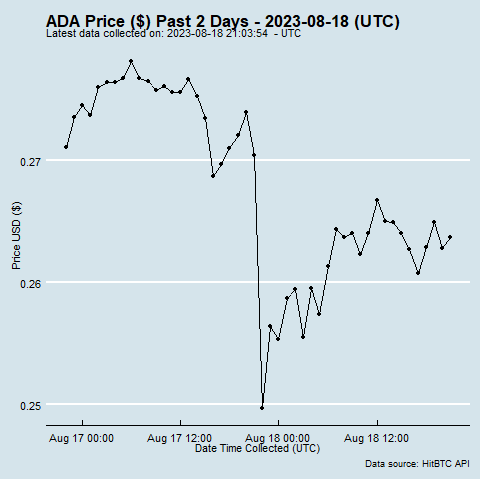 ADA Price ($) Past 2 Days - 2023-08-18 (UTC)
Latest data collected on: 2023-08-18 21:03:54 - UTC
0.27
0.26
0.25
Price USD ($)
Aug 17 00:00
Aug 17 12:00
Aug 18 00:00
Aug 18 12:00
Date Time Collected (UTC)
Data source: HitBTC API